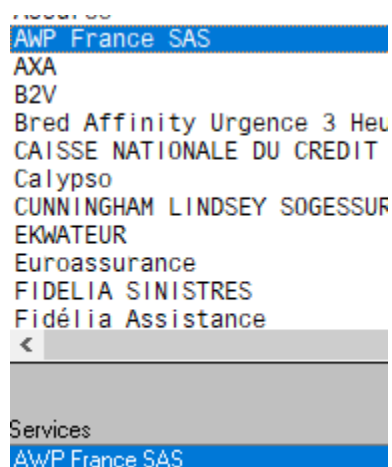 AWP France SAS
AXA
B2V
Bred Affinity Urgence 3 Heu
CAISSE NATIONALE DU CREDIT
Calypso
CUNNINGHAM LINDSEY SOGESSUR
EKWATEUR
Euroassurance
FIDELIA SINISTRES
Fidélia Assistance
Services
AWP France SAS